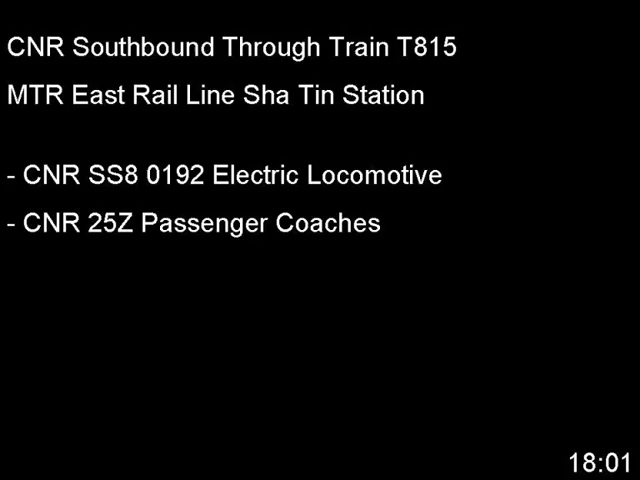 CNR Southbound Through Train T815
MTR East Rail Line Sha Tin Station
- CNR SS8 0192 Electric Locomotive
- CNR 25Z Passenger Coaches
18:01